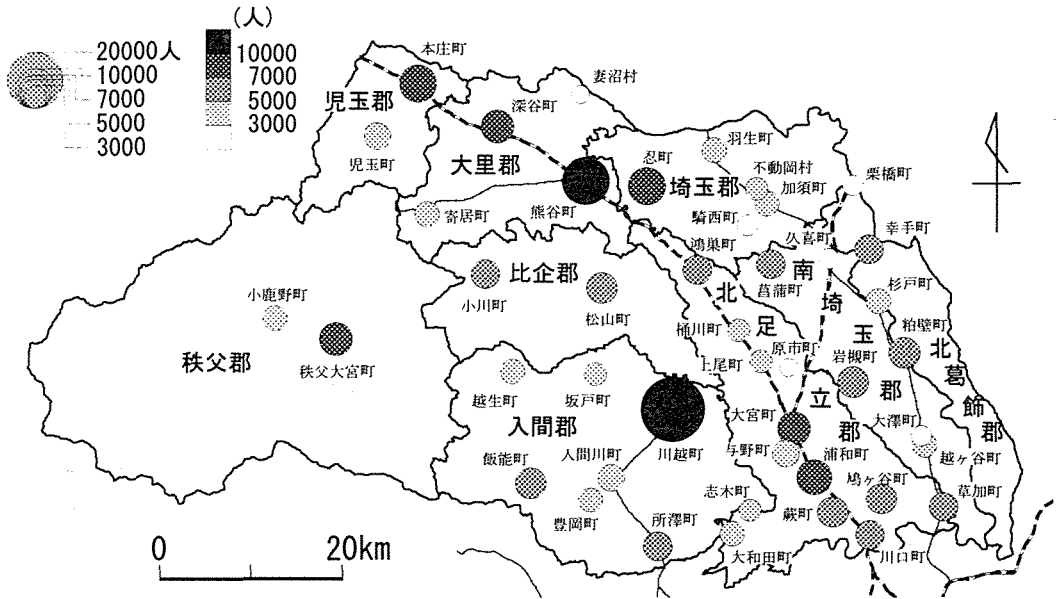 (人)
20000人
10000
7000
5000
3000
10000
7000
5000
3000
本庄町
妻沼村
児玉郡
深谷町
児玉町
大里郡
羽生町
忍町
埼玉郡
不動岡村
加須町
栗橋町
寄居町
熊谷町
騎西町
久喜町
幸手町
鴻巣町
比企郡
小川町
松山町
北足立郡
菖蒲町
南埼玉郡
杉戸町
粕壁町
北葛飾郡
小鹿野町
秩父郡
秩父大宮町
桶川町
上尾町
原市町
岩槻町
越生町
坂戸町
入間郡
川越町
大宮町
与野町
浦和町
大澤町
越ヶ谷町
飯能町
入間川町
豊岡町
所澤町
志木町
大和田町
蕨町
鳩ヶ谷町
草加町
川口町
0
20km